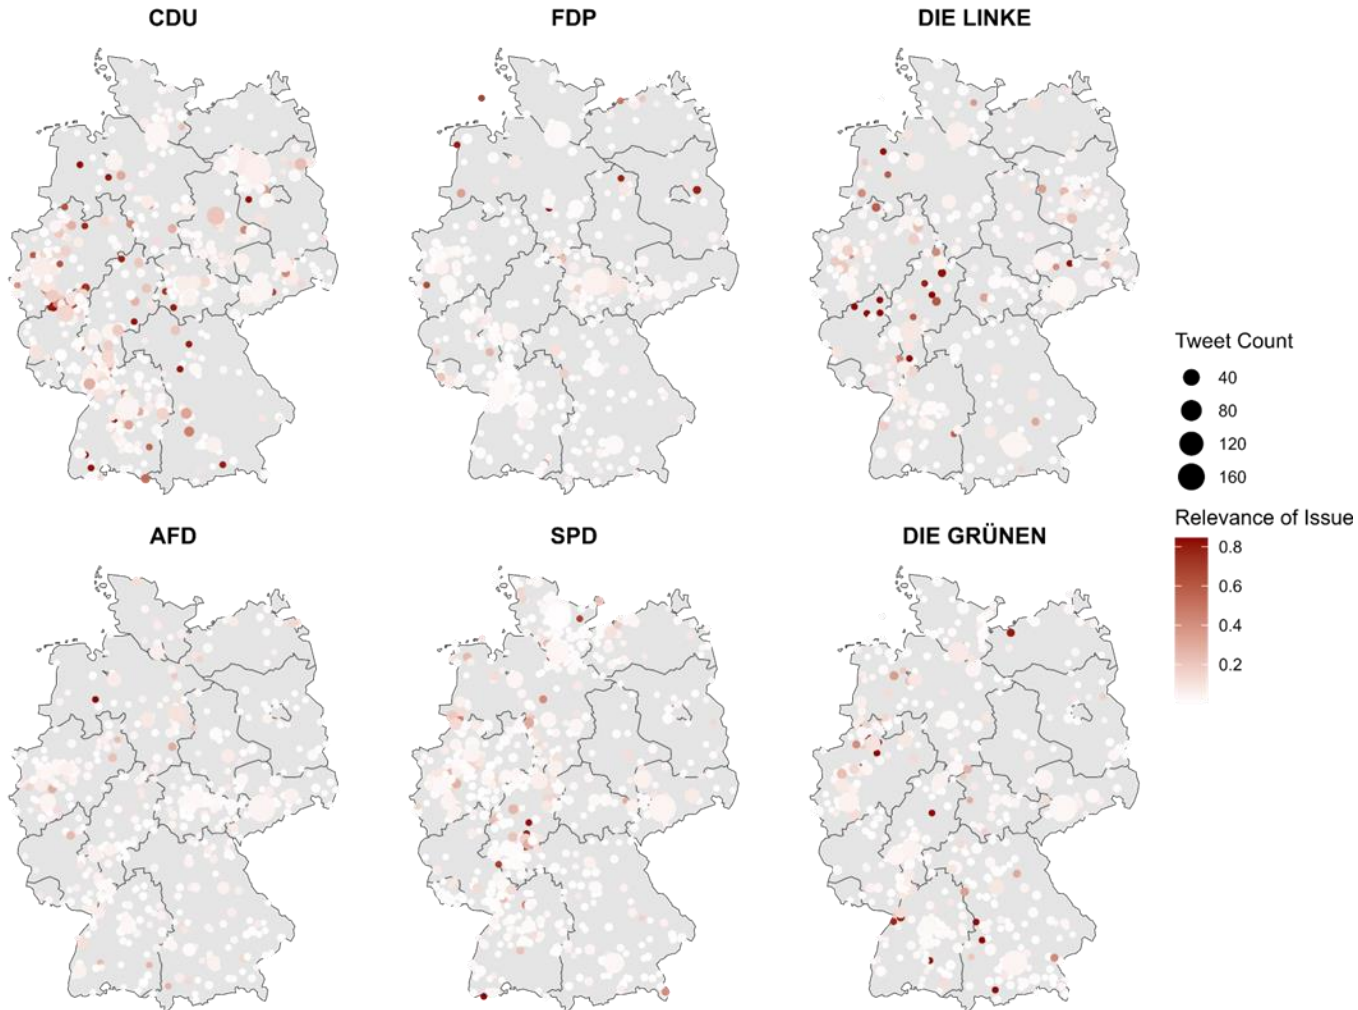 CDU
FDP
DIE LINKE
Tweet Count
40
80
120
160
Relevance of Issue
0.8
0.6
0.4
0.2
AFD
SPD
DIE GRÜNEN